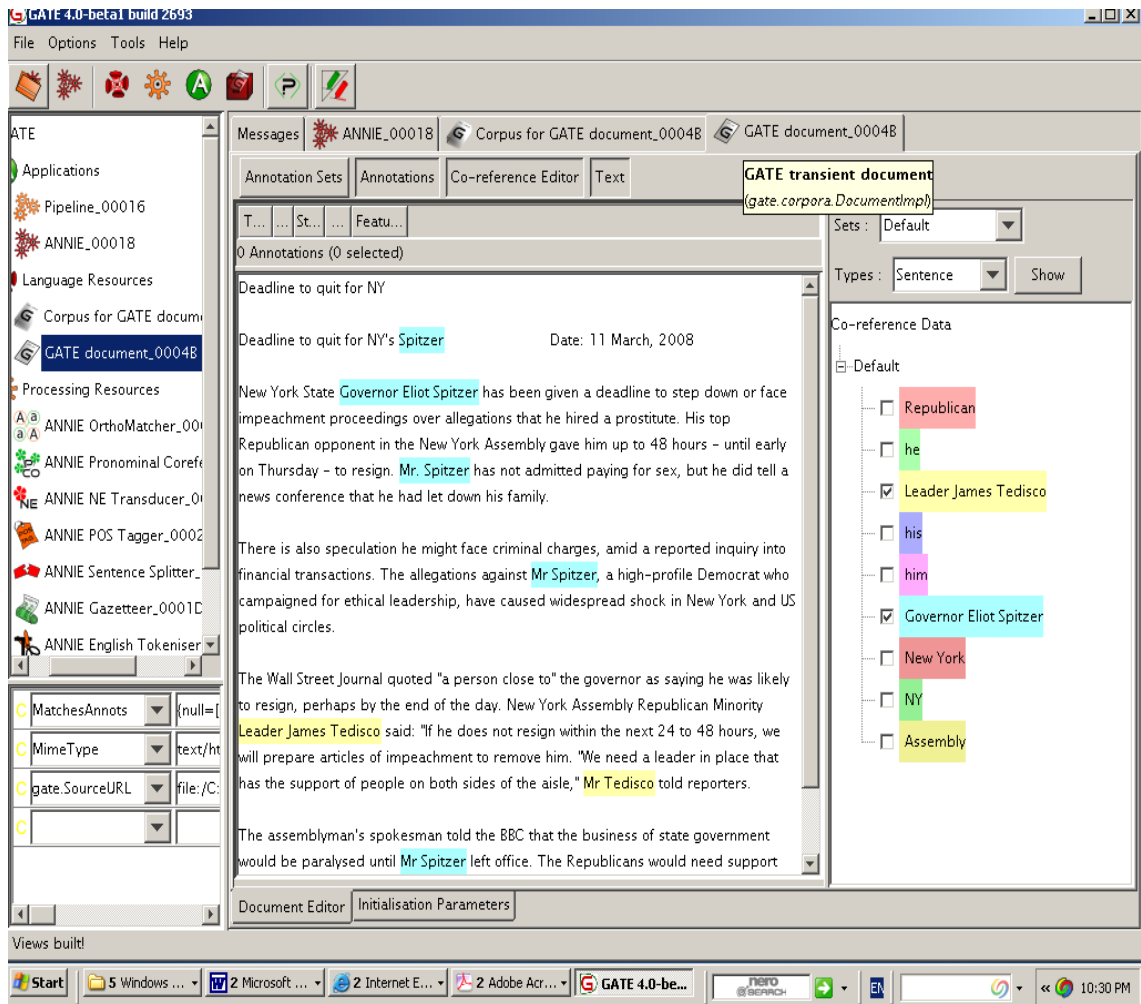 GATE 4.0-beta1 build 2693
File Options Tools Help
ATE
Applications
Pipeline_00016
ANNIE_00018
Language Resources
Corpus for GATE docum
GATE document_0004B
Processing Resources
ANNIE OrthoMatcher_00
ANNIE Pronominal Corefe
ANNIE NE Transducer_0
ANNIE POS Tagger_0002
ANNIE Sentence Splitter_
ANNIE Gazetteer_0001D
ANNIE English Tokeniser
C MatchesAnnots {null=[
C MimeType text/ht
C gate.SourceURL file:/C:
C
Messages ANNIE_00018 Corpus for GATE document_0004B GATE document_0004B
Annotation Sets Annotations Co-reference Editor Text
GATE transient document
(gate.corpora.DocumentImpl)
T... ... St... ... Featu...
0 Annotations (0 selected)
Deadline to quit for NY
Deadline to quit for NY's Spitzer Date: 11 March, 2008
New York State Governor Eliot Spitzer has been given a deadline to step down or face
impeachment proceedings over allegations that he hired a prostitute. His top
Republican opponent in the New York Assembly gave him up to 48 hours - until early
on Thursday - to resign. Mr. Spitzer has not admitted paying for sex, but he did tell a
news conference that he had let down his family.
There is also speculation he might face criminal charges, amid a reported inquiry into
financial transactions. The allegations against Mr Spitzer, a high-profile Democrat who
campaigned for ethical leadership, have caused widespread shock in New York and US
political circles.
The Wall Street Journal quoted "a person close to" the governor as saying he was likely
to resign, perhaps by the end of the day. New York Assembly Republican Minority
Leader James Tedisco said: "If he does not resign within the next 24 to 48 hours, we
will prepare articles of impeachment to remove him. "We need a leader in place that
has the support of people on both sides of the aisle," Mr Tedisco told reporters.
The assemblyman's spokesman told the BBC that the business of state government
would be paralysed until Mr Spitzer left office. The Republicans would need support
Document Editor Initialisation Parameters
Sets : Default
Types : Sentence Show
Co-reference Data
Default
Republican
he
Leader James Tedisco
his
him
Governor Eliot Spitzer
New York
NY
Assembly
Views built!
Start 5 Windows ... 2 Microsoft ... 2 Internet E... 2 Adobe Acr... GATE 4.0-be... nero SEARCH EN « 10:30 PM